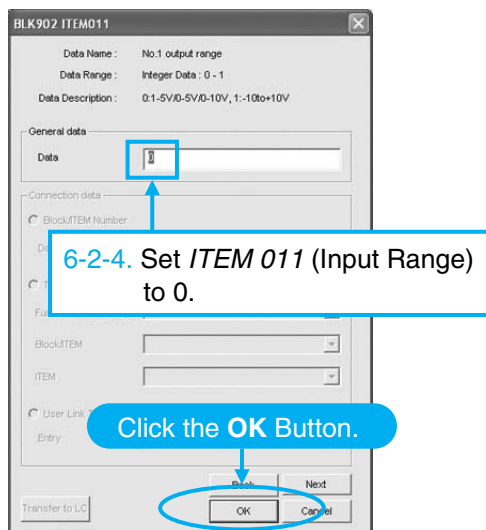 BLK902 ITEM011
Data Name : No.1 output range
Data Range : Integer Data : 0 - 1
Data Description : 0:1-5V/0-5V/0-10V, 1:-10to+10V
General data
Data 0
Connection data
Block/ITEM Number
6-2-4. Set ITEM 011 (Input Range)
to 0.
Block/ITEM
ITEM
User Link
Entry
Click the OK Button.
Back Next
Transfer to LC OK Cancel